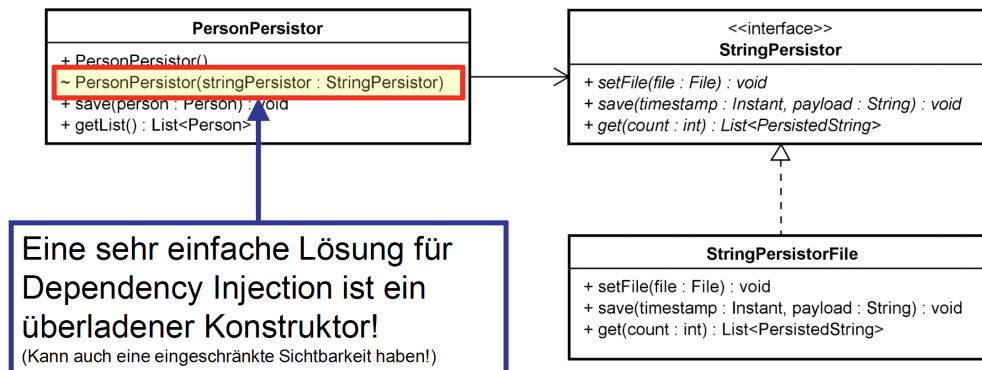 PersonPersistor
+ PersonPersistor()
~ PersonPersistor(stringPersistor : StringPersistor)
+ save(person : Person) : void
+ getList() : List<Person>
<<interface>>
StringPersistor
+ setFile(file : File) : void
+ save(timestamp : Instant, payload : String) : void
+ get(count : int) : List<PersistedString>
Eine sehr einfache Lösung für
Dependency Injection ist ein
überladener Konstruktor!
(Kann auch eine eingeschränkte Sichtbarkeit haben!)
StringPersistorFile
+ setFile(file : File) : void
+ save(timestamp : Instant, payload : String) : void
+ get(count : int) : List<PersistedString>